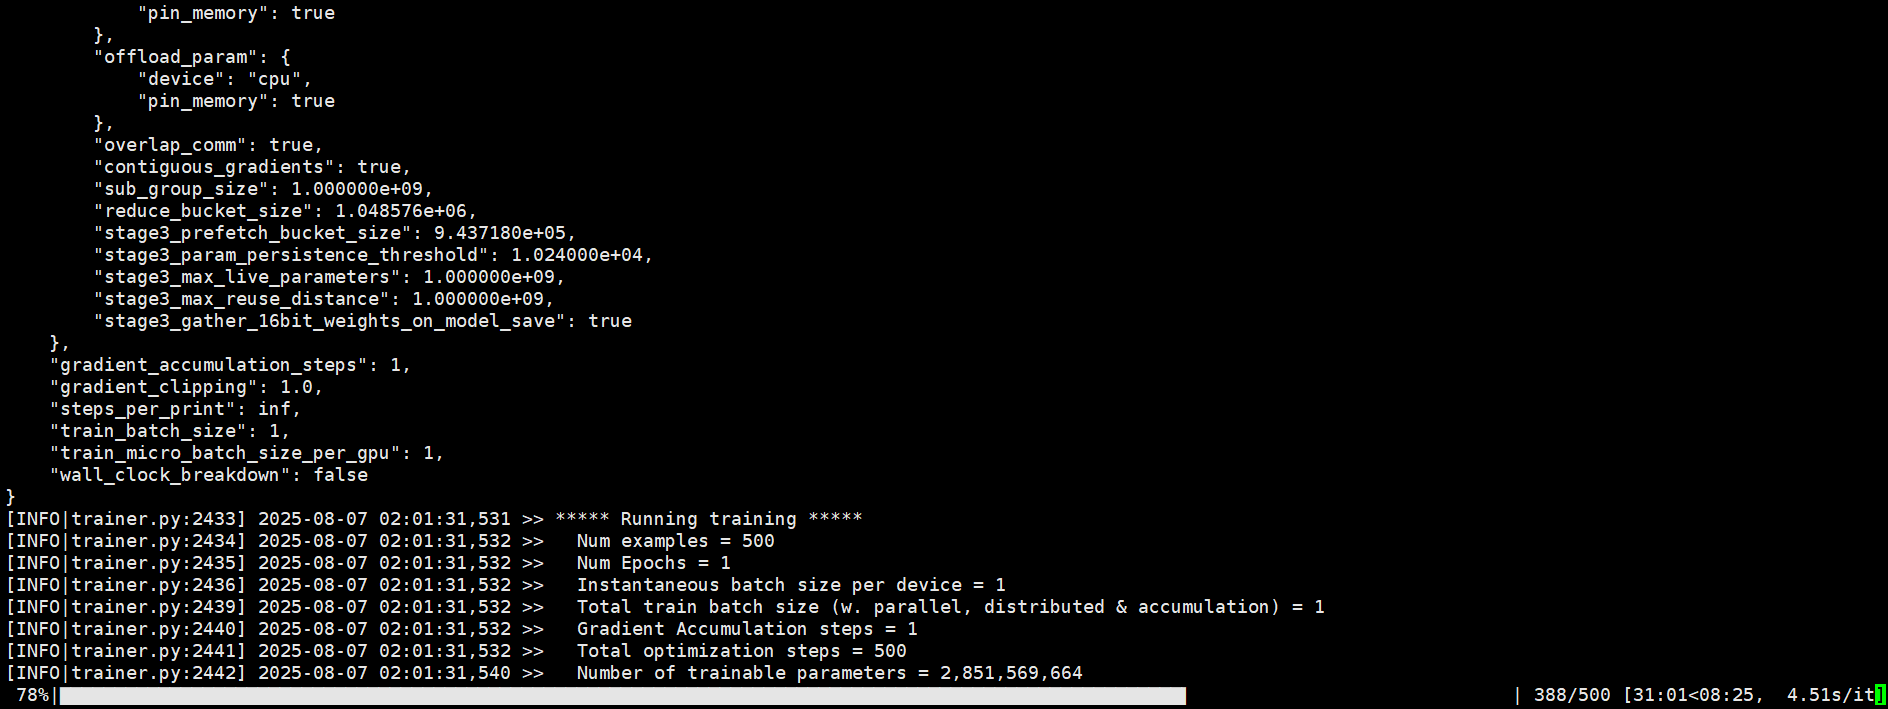 "pin_memory": true
},
"offload_param": {
"device": "cpu",
"pin_memory": true
},
"overlap_comm": true,
"contiguous_gradients": true,
"sub_group_size": 1.000000e+09,
"reduce_bucket_size": 1.048576e+06,
"stage3_prefetch_bucket_size": 9.437180e+05,
"stage3_param_persistence_threshold": 1.024000e+04,
"stage3_max_live_parameters": 1.000000e+09,
"stage3_max_reuse_distance": 1.000000e+09,
"stage3_gather_16bit_weights_on_model_save": true
},
"gradient_accumulation_steps": 1,
"gradient_clipping": 1.0,
"steps_per_print": inf,
"train_batch_size": 1,
"train_micro_batch_size_per_gpu": 1,
"wall_clock_breakdown": false
}
[INFO|trainer.py:2433] 2025-08-07 02:01:31,531 >> ***** Running training *****
[INFO|trainer.py:2434] 2025-08-07 02:01:31,532 >>   Num examples = 500
[INFO|trainer.py:2435] 2025-08-07 02:01:31,532 >>   Num Epochs = 1
[INFO|trainer.py:2436] 2025-08-07 02:01:31,532 >>   Instantaneous batch size per device = 1
[INFO|trainer.py:2439] 2025-08-07 02:01:31,532 >>   Total train batch size (w. parallel, distributed & accumulation) = 1
[INFO|trainer.py:2440] 2025-08-07 02:01:31,532 >>   Gradient Accumulation steps = 1
[INFO|trainer.py:2441] 2025-08-07 02:01:31,532 >>   Total optimization steps = 500
[INFO|trainer.py:2442] 2025-08-07 02:01:31,540 >>   Number of trainable parameters = 2,851,569,664
78%| | 388/500 [31:01<08:25,  4.51s/it]